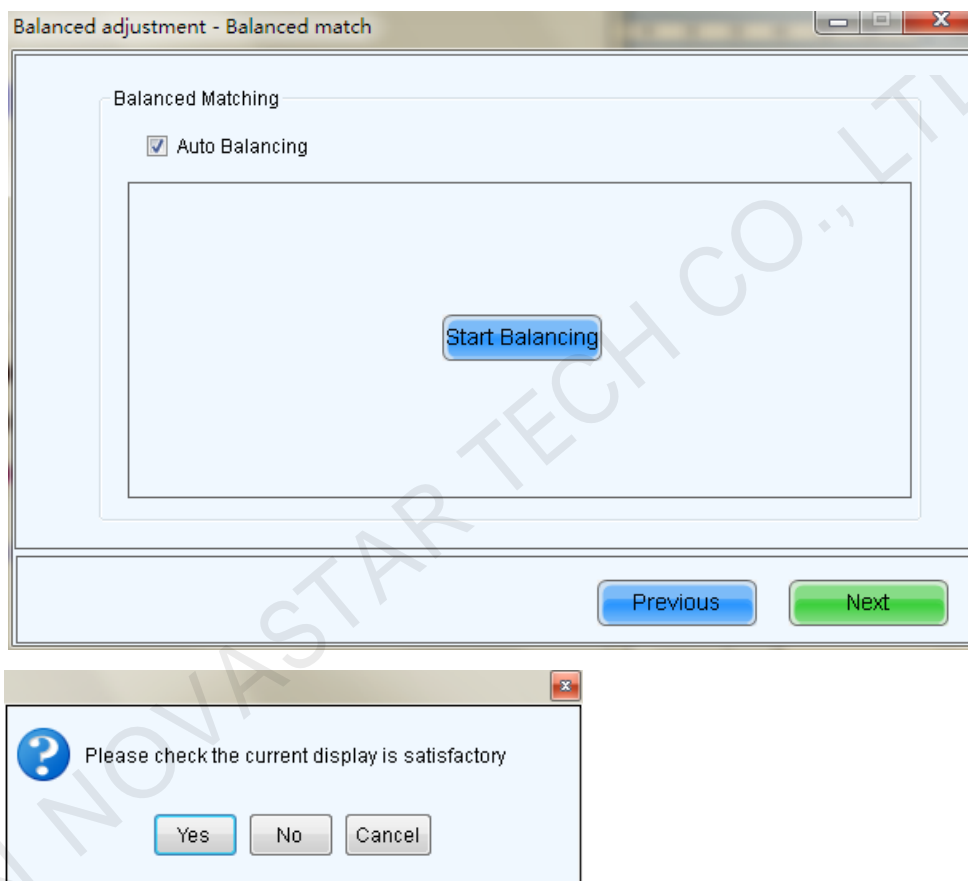 Balanced adjustment - Balanced match
Balanced Matching
Auto Balancing
Start Balancing
Previous Next
Please check the current display is satisfactory
Yes No Cancel
NOVASTAR TECH CO., LTD